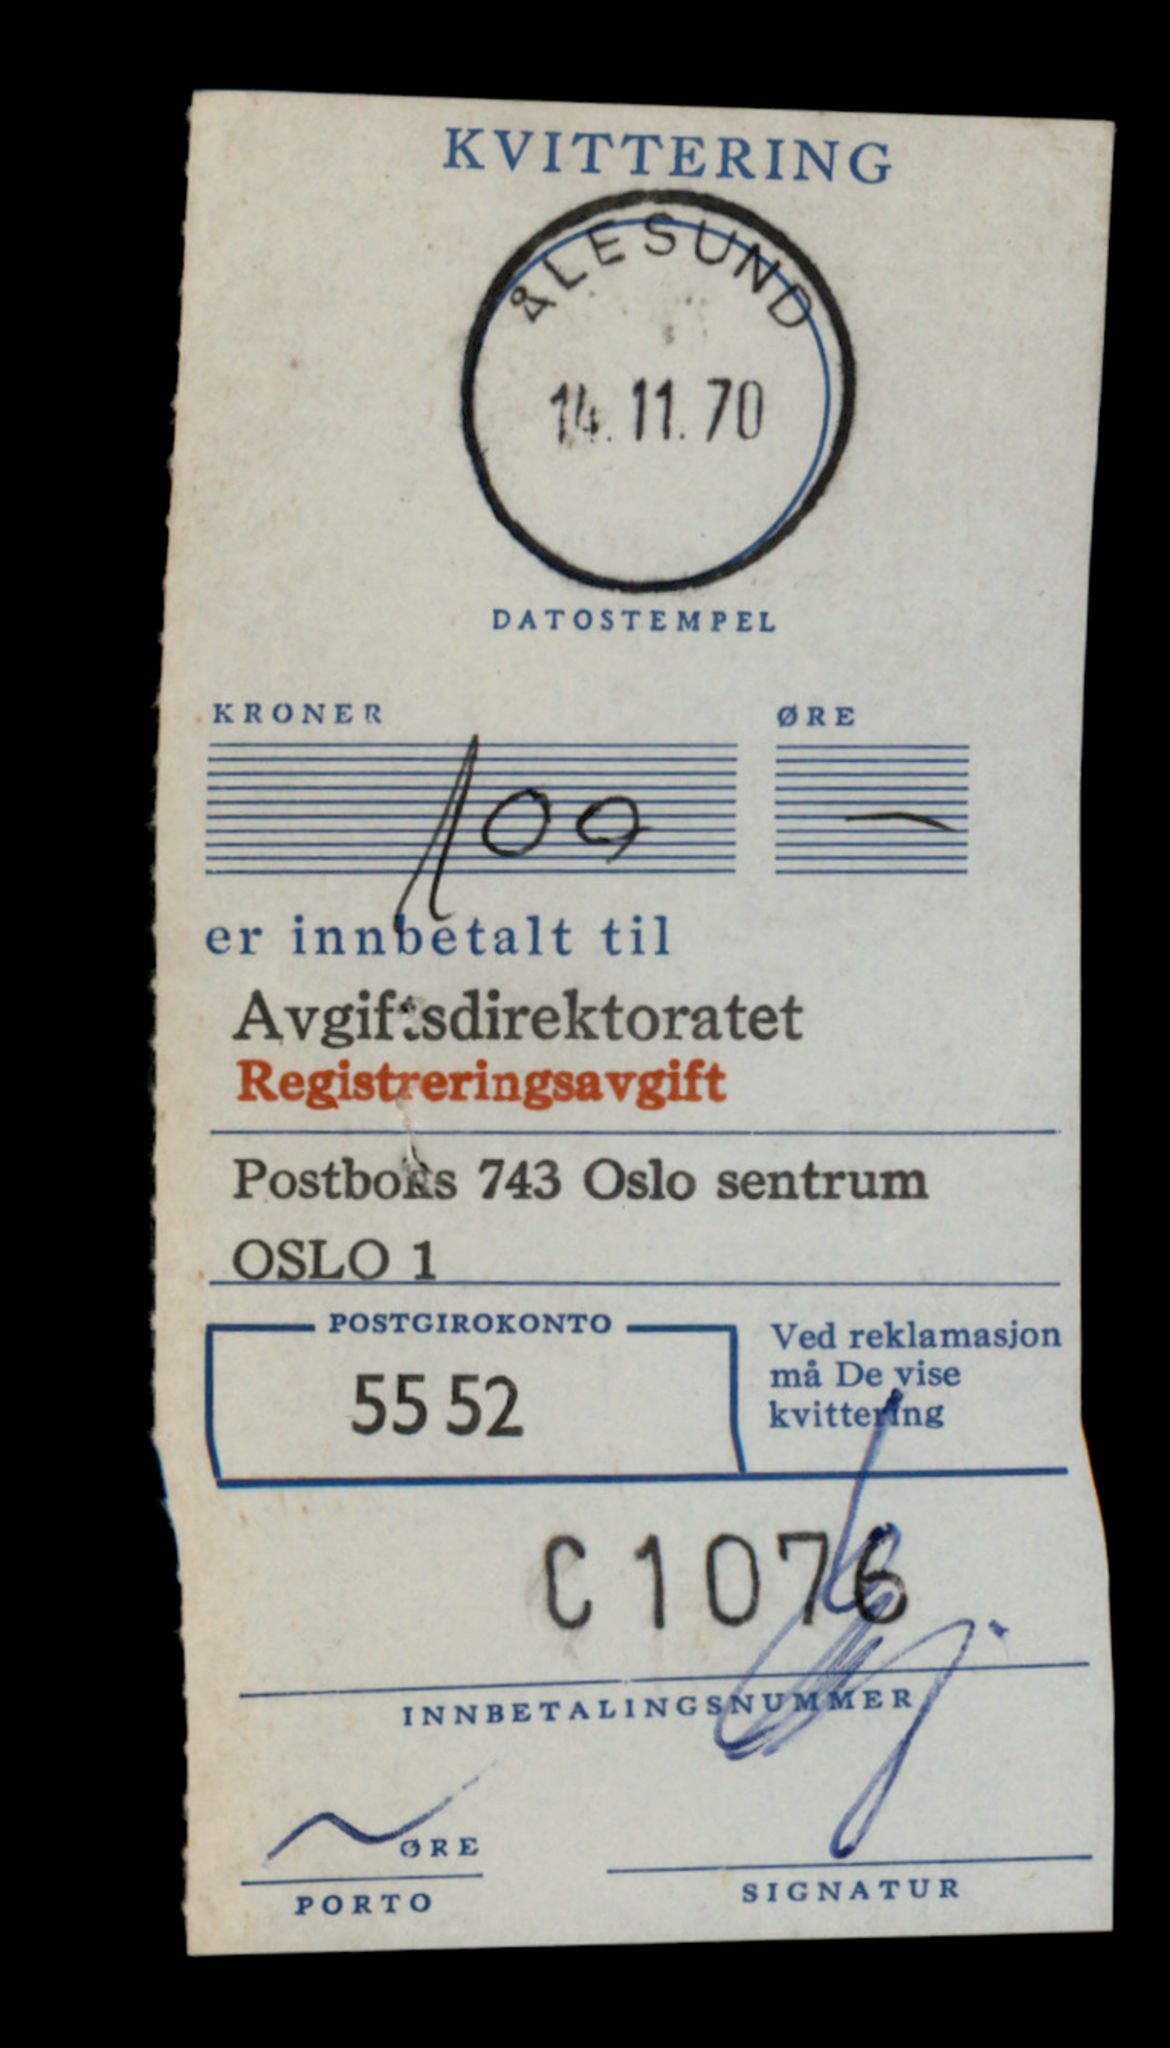 KVITTERING
ÅLESUND
14.11.70
DATOSTEMPEL
KRONER ØRE
100 —
er innbetalt til
Avgiftsdirektoratet
Registreringsavgift
Postboks 743 Oslo sentrum
OSLO 1
POSTGIROKONTO
55 52
Ved reklamasjon
må De vise
kvittering
C1076
INNBETALINGSNUMMER
ØRE
PORTO
SIGNATUR